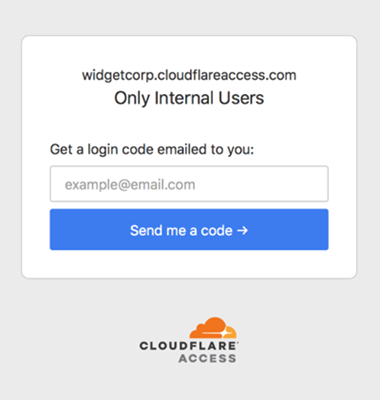 widgetcorp.cloudflareaccess.com
Only Internal Users
Get a login code emailed to you:
example@email.com
Send me a code →
CLOUDFLARE
ACCESS